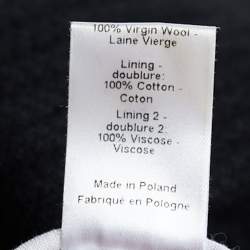 100% Virgin Wool -
Laine Vierge
Lining -
doublure:
100% Cotton -
Coton
Lining 2 -
doublure 2:
100% Viscose -
Viscose
Made in Poland
Fabriqué en Pologne